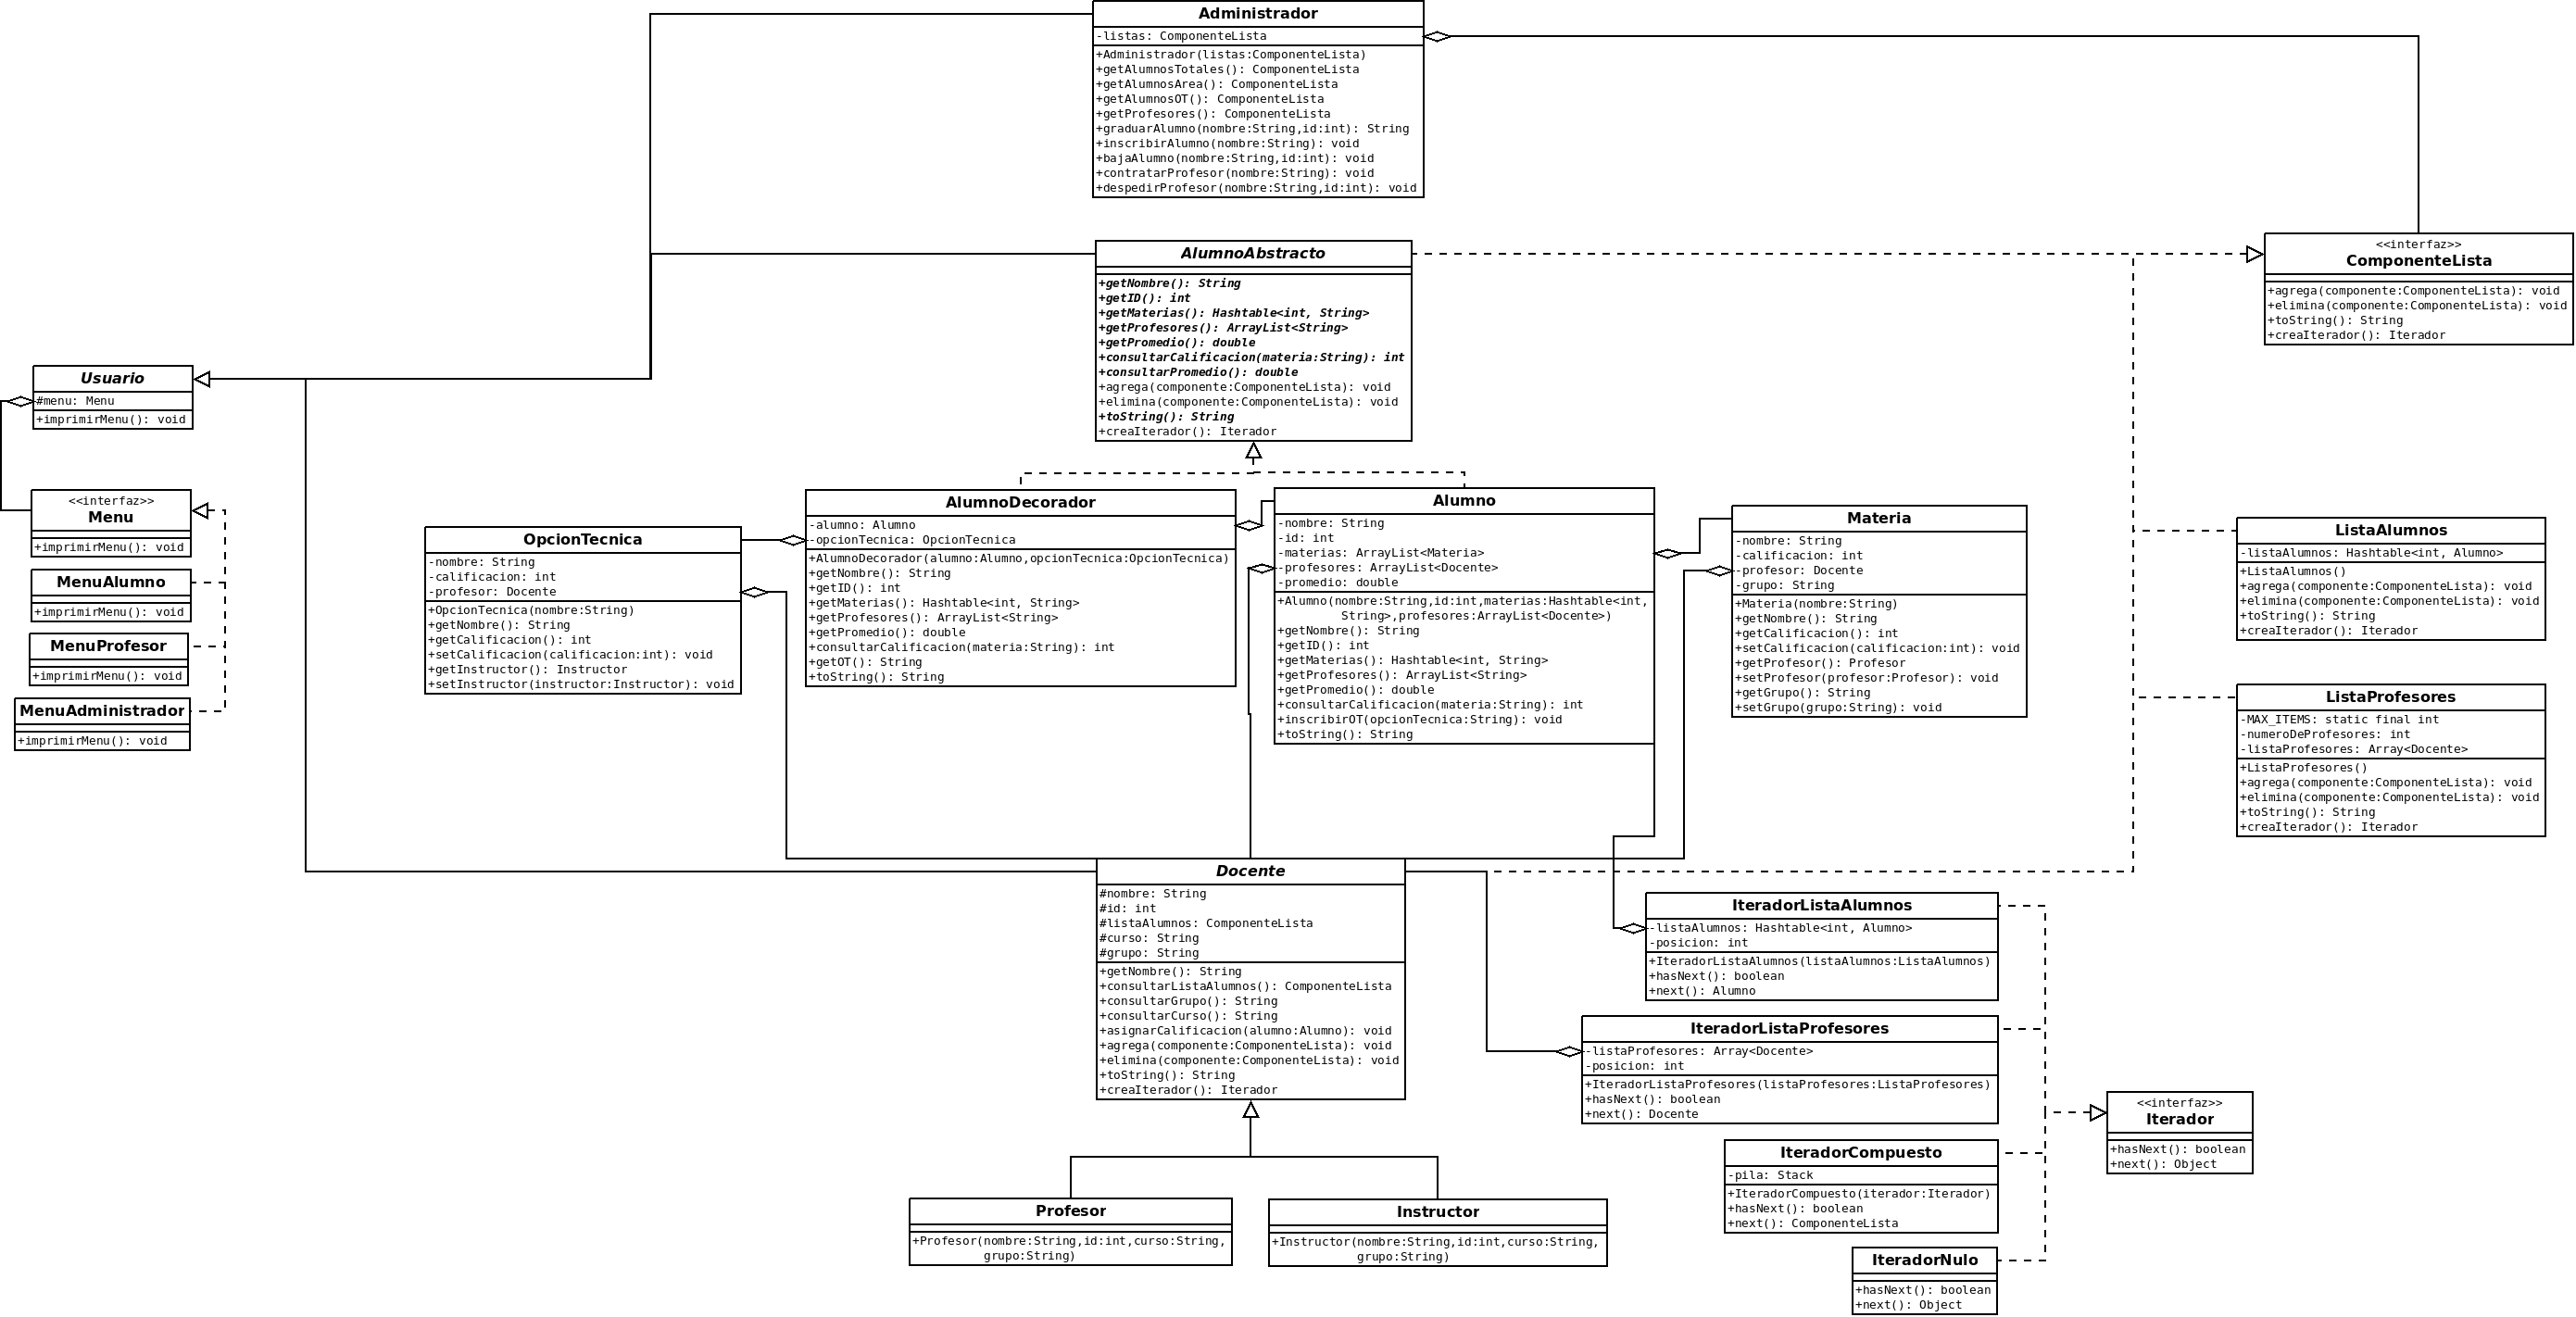 Administrador
-listas: ComponenteLista
+Administrador(listas:ComponenteLista)
+getAlumnosTotales(): ComponenteLista
+getAlumnosArea(): ComponenteLista
+getAlumnosOT(): ComponenteLista
+getProfesores(): ComponenteLista
+graduarAlumno(nombre:String,id:int): String
+inscribirAlumno(nombre:String): void
+bajaAlumno(nombre:String,id:int): void
+contratarProfesor(nombre:String): void
+despedirProfesor(nombre:String,id:int): void
AlumnoAbstracto
+getNombre(): String
+getID(): int
+getMaterias(): Hashtable<int, String>
+getProfesores(): ArrayList<String>
+getPromedio(): double
+consultarCalificacion(materia:String): int
+consultarPromedio(): double
+agrega(componente:ComponenteLista): void
+elimina(componente:ComponenteLista): void
+toString(): String
+creaIterador(): Iterador
<<interfaz>>
ComponenteLista
+agrega(componente:ComponenteLista): void
+elimina(componente:ComponenteLista): void
+toString(): String
+creaIterador(): Iterador
Usuario
#menu: Menu
+imprimirMenu(): void
<<interfaz>>
Menu
+imprimirMenu(): void
MenuAlumno
+imprimirMenu(): void
MenuProfesor
+imprimirMenu(): void
MenuAdministrador
+imprimirMenu(): void
OpcionTecnica
-nombre: String
-calificacion: int
-profesor: Docente
+OpcionTecnica(nombre:String)
+getNombre(): String
+getCalificacion(): int
+setCalificacion(calificacion:int): void
+getInstructor(): Instructor
+setInstructor(instructor:Instructor): void
AlumnoDecorador
-alumno: Alumno
-opcionTecnica: OpcionTecnica
+AlumnoDecorador(alumno:Alumno,opcionTecnica:OpcionTecnica)
+getNombre(): String
+getID(): int
+getMaterias(): Hashtable<int, String>
+getProfesores(): ArrayList<String>
+getPromedio(): double
+consultarCalificacion(materia:String): int
+getOT(): String
+toString(): String
Alumno
-nombre: String
-id: int
-materias: ArrayList<Materia>
-profesores: ArrayList<Docente>
-promedio: double
+Alumno(nombre:String,id:int,materias:Hashtable<int,
String>,profesores:ArrayList<Docente>)
+getNombre(): String
+getID(): int
+getMaterias(): Hashtable<int, String>
+getProfesores(): ArrayList<String>
+getPromedio(): double
+consultarCalificacion(materia:String): int
+inscribirOT(opcionTecnica:String): void
+toString(): String
Materia
-nombre: String
-calificacion: int
-profesor: Docente
-grupo: String
+Materia(nombre:String)
+getNombre(): String
+getCalificacion(): int
+setCalificacion(calificacion:int): void
+getProfesor(): Profesor
+setProfesor(profesor:Profesor): void
+getGrupo(): String
+setGrupo(grupo:String): void
ListaAlumnos
-listaAlumnos: Hashtable<int, Alumno>
+ListaAlumnos()
+agrega(componente:ComponenteLista): void
+elimina(componente:ComponenteLista): void
+toString(): String
+creaIterador(): Iterador
ListaProfesores
-MAX_ITEMS: static final int
-numeroDeProfesores: int
-listaProfesores: Array<Docente>
+ListaProfesores()
+agrega(componente:ComponenteLista): void
+elimina(componente:ComponenteLista): void
+toString(): String
+creaIterador(): Iterador
Docente
#nombre: String
#id: int
#listaAlumnos: ComponenteLista
#curso: String
#grupo: String
+getNombre(): String
+consultarListaAlumnos(): ComponenteLista
+consultarGrupo(): String
+consultarCurso(): String
+asignarCalificacion(alumno:Alumno): void
+agrega(componente:ComponenteLista): void
+elimina(componente:ComponenteLista): void
+toString(): String
+creaIterador(): Iterador
IteradorListaAlumnos
-listaAlumnos: Hashtable<int, Alumno>
-posicion: int
+IteradorListaAlumnos(listaAlumnos:ListaAlumnos)
+hasNext(): boolean
+next(): Alumno
IteradorListaProfesores
-listaProfesores: Array<Docente>
-posicion: int
+IteradorListaProfesores(listaProfesores:ListaProfesores)
+hasNext(): boolean
+next(): Docente
<<interfaz>>
Iterador
+hasNext(): boolean
+next(): Object
IteradorCompuesto
-pila: Stack
+IteradorCompuesto(iterador:Iterador)
+hasNext(): boolean
+next(): ComponenteLista
Profesor
+Profesor(nombre:String,id:int,curso:String,
grupo:String)
Instructor
+Instructor(nombre:String,id:int,curso:String,
grupo:String)
IteradorNulo
+hasNext(): boolean
+next(): Object